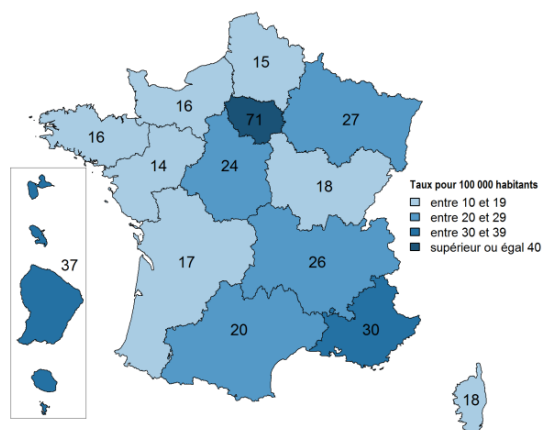 15
16
71
27
16
14
24
18
Taux pour 100 000 habitants
entre 10 et 19
entre 20 et 29
entre 30 et 39
supérieur ou égal 40
37
17
26
20
30
18